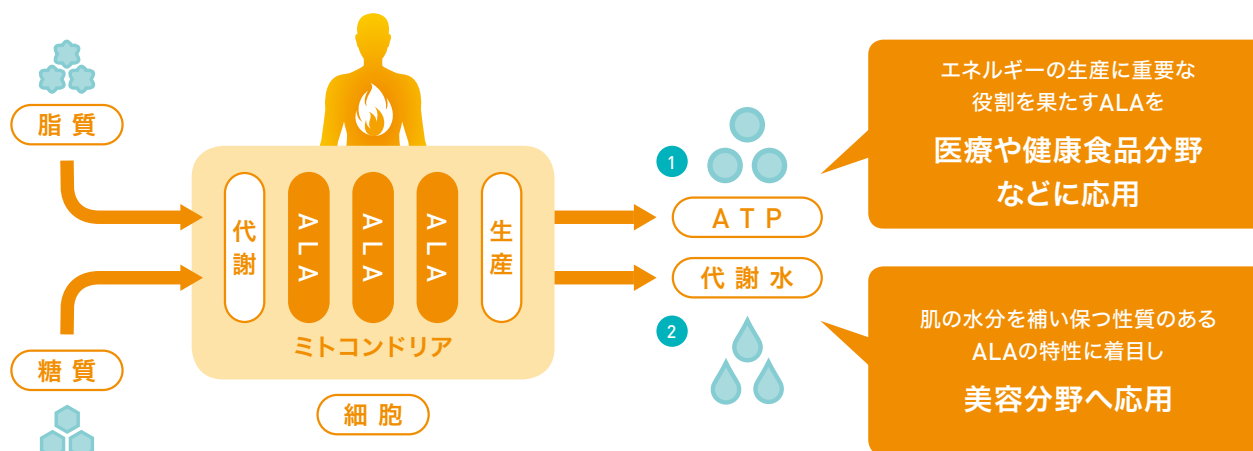 脂質
糖質
代謝
ALA
ALA
ALA
生産
ミトコンドリア
細胞
1
ATP
代謝水
2
エネルギーの生産に重要な
役割を果たすALAを
医療や健康食品分野
などに応用
肌の水分を補い保つ性質のある
ALAの特性に着目し
美容分野へ応用